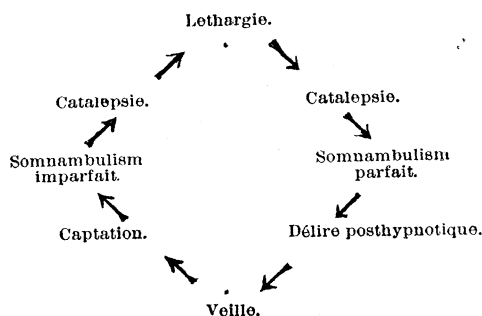 Lethargie.
Catalepsie.
Catalepsie.
Somnambulism
imparfait.
Somnambulism
parfait.
Captation.
Délire posthypnotique.
Veille.